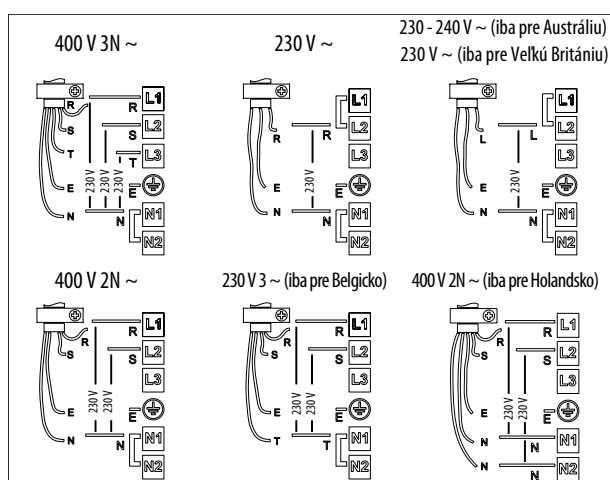 400 V 3N ~
R R L1
S S L2
T T L3
230 V 230 V 230 V
E E
N N N1
N2
230 V ~
L1
R R L2
L3
230 V
E E
N N N1
N2
230 - 240 V ~ (iba pre Austráliu)
230 V ~ (iba pre Veľkú Britániu)
L1
L L L2
L3
230 V
E E
N N N1
N2
400 V 2N ~
R R L1
S S L2
L3
230 V 230 V
E E
N N N1
N2
230 V 3 ~ (iba pre Belgicko)
R R L1
S S L2
L3
230 V 230 V
E E
T T N1
N2
400 V 2N ~ (iba pre Holandsko)
R R L1
S S L2
L3
230 V 230 V
E E
N N N1
N N N2